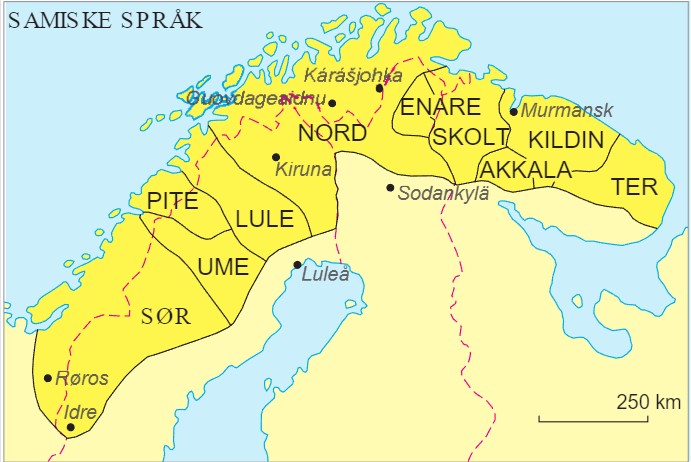 SAMISKE SPRÅK
Kárášjohka
Guovdageaidnu
ENARE
Murmansk
NORD
SKOLT
KILDIN
Kiruna
AKKALA
TER
PITE
Sodankylä
LULE
UME
Luleå
SØR
Røros
250 km
Idre